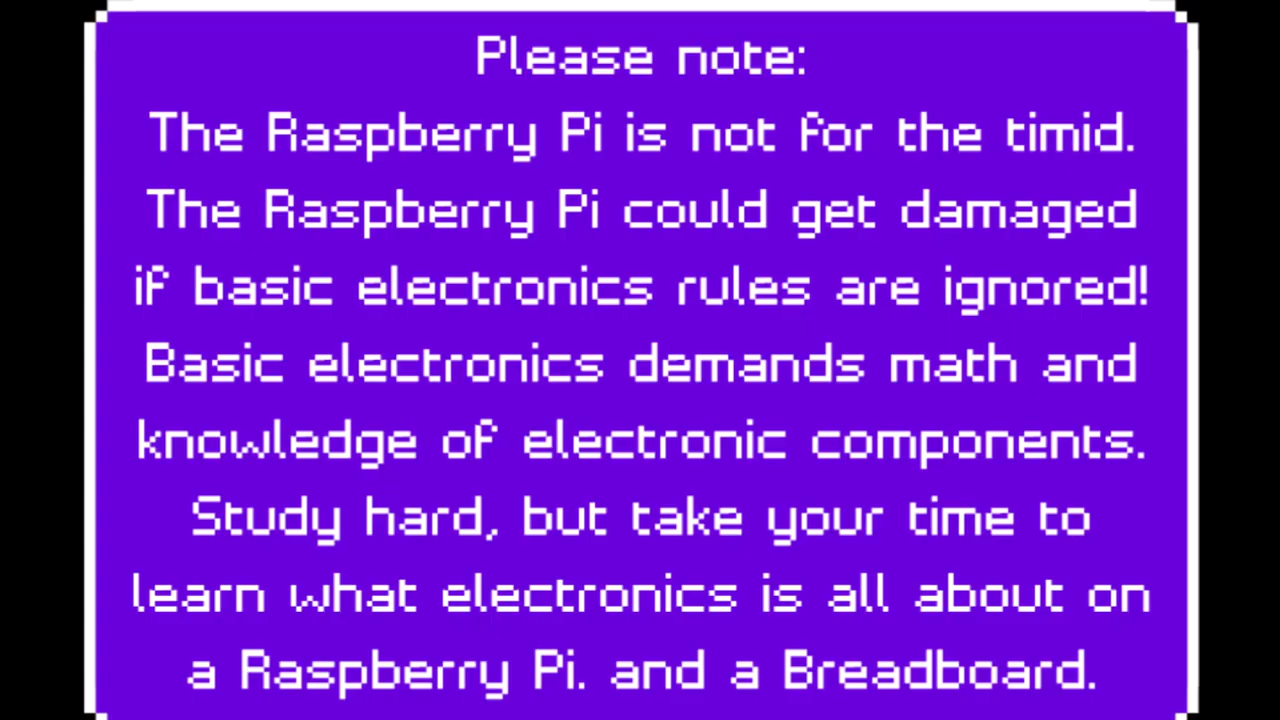 Please note:
The Raspberry Pi is not for the timid.
The Raspberry Pi could get damaged
if basic electronics rules are ignored!
Basic electronics demands math and
knowledge of electronic components.
Study hard, but take your time to
learn what electronics is all about on
a Raspberry Pi. and a Breadboard.